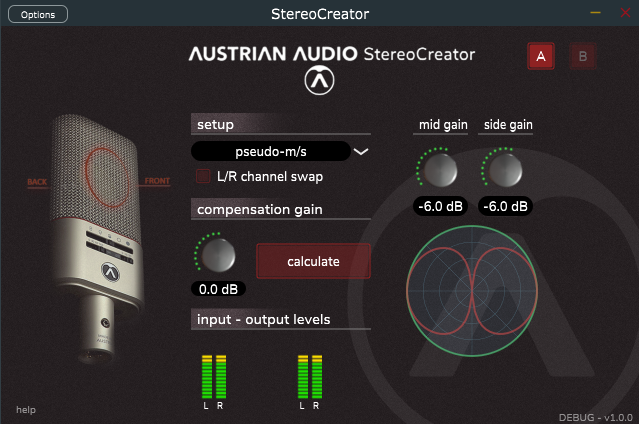 Options
StereoCreator
AUSTRIAN AUDIO StereoCreator
A
B
setup
mid gain
side gain
pseudo-m/s
L/R channel swap
BACK
FRONT
-6.0 dB
-6.0 dB
compensation gain
calculate
0.0 dB
input - output levels
L R
L R
help
DEBUG - v1.0.0